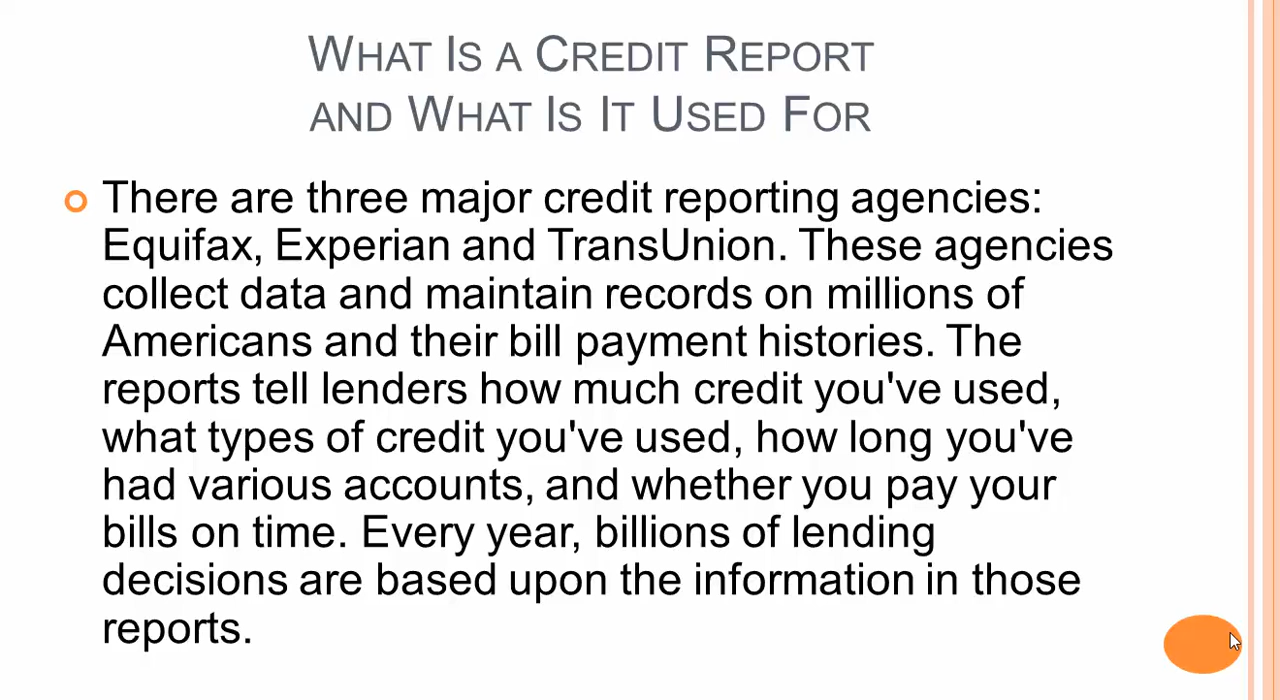 What Is a Credit Report
and What Is It Used For
There are three major credit reporting agencies:
Equifax, Experian and TransUnion. These agencies
collect data and maintain records on millions of
Americans and their bill payment histories. The
reports tell lenders how much credit you've used,
what types of credit you've used, how long you've
had various accounts, and whether you pay your
bills on time. Every year, billions of lending
decisions are based upon the information in those
reports.